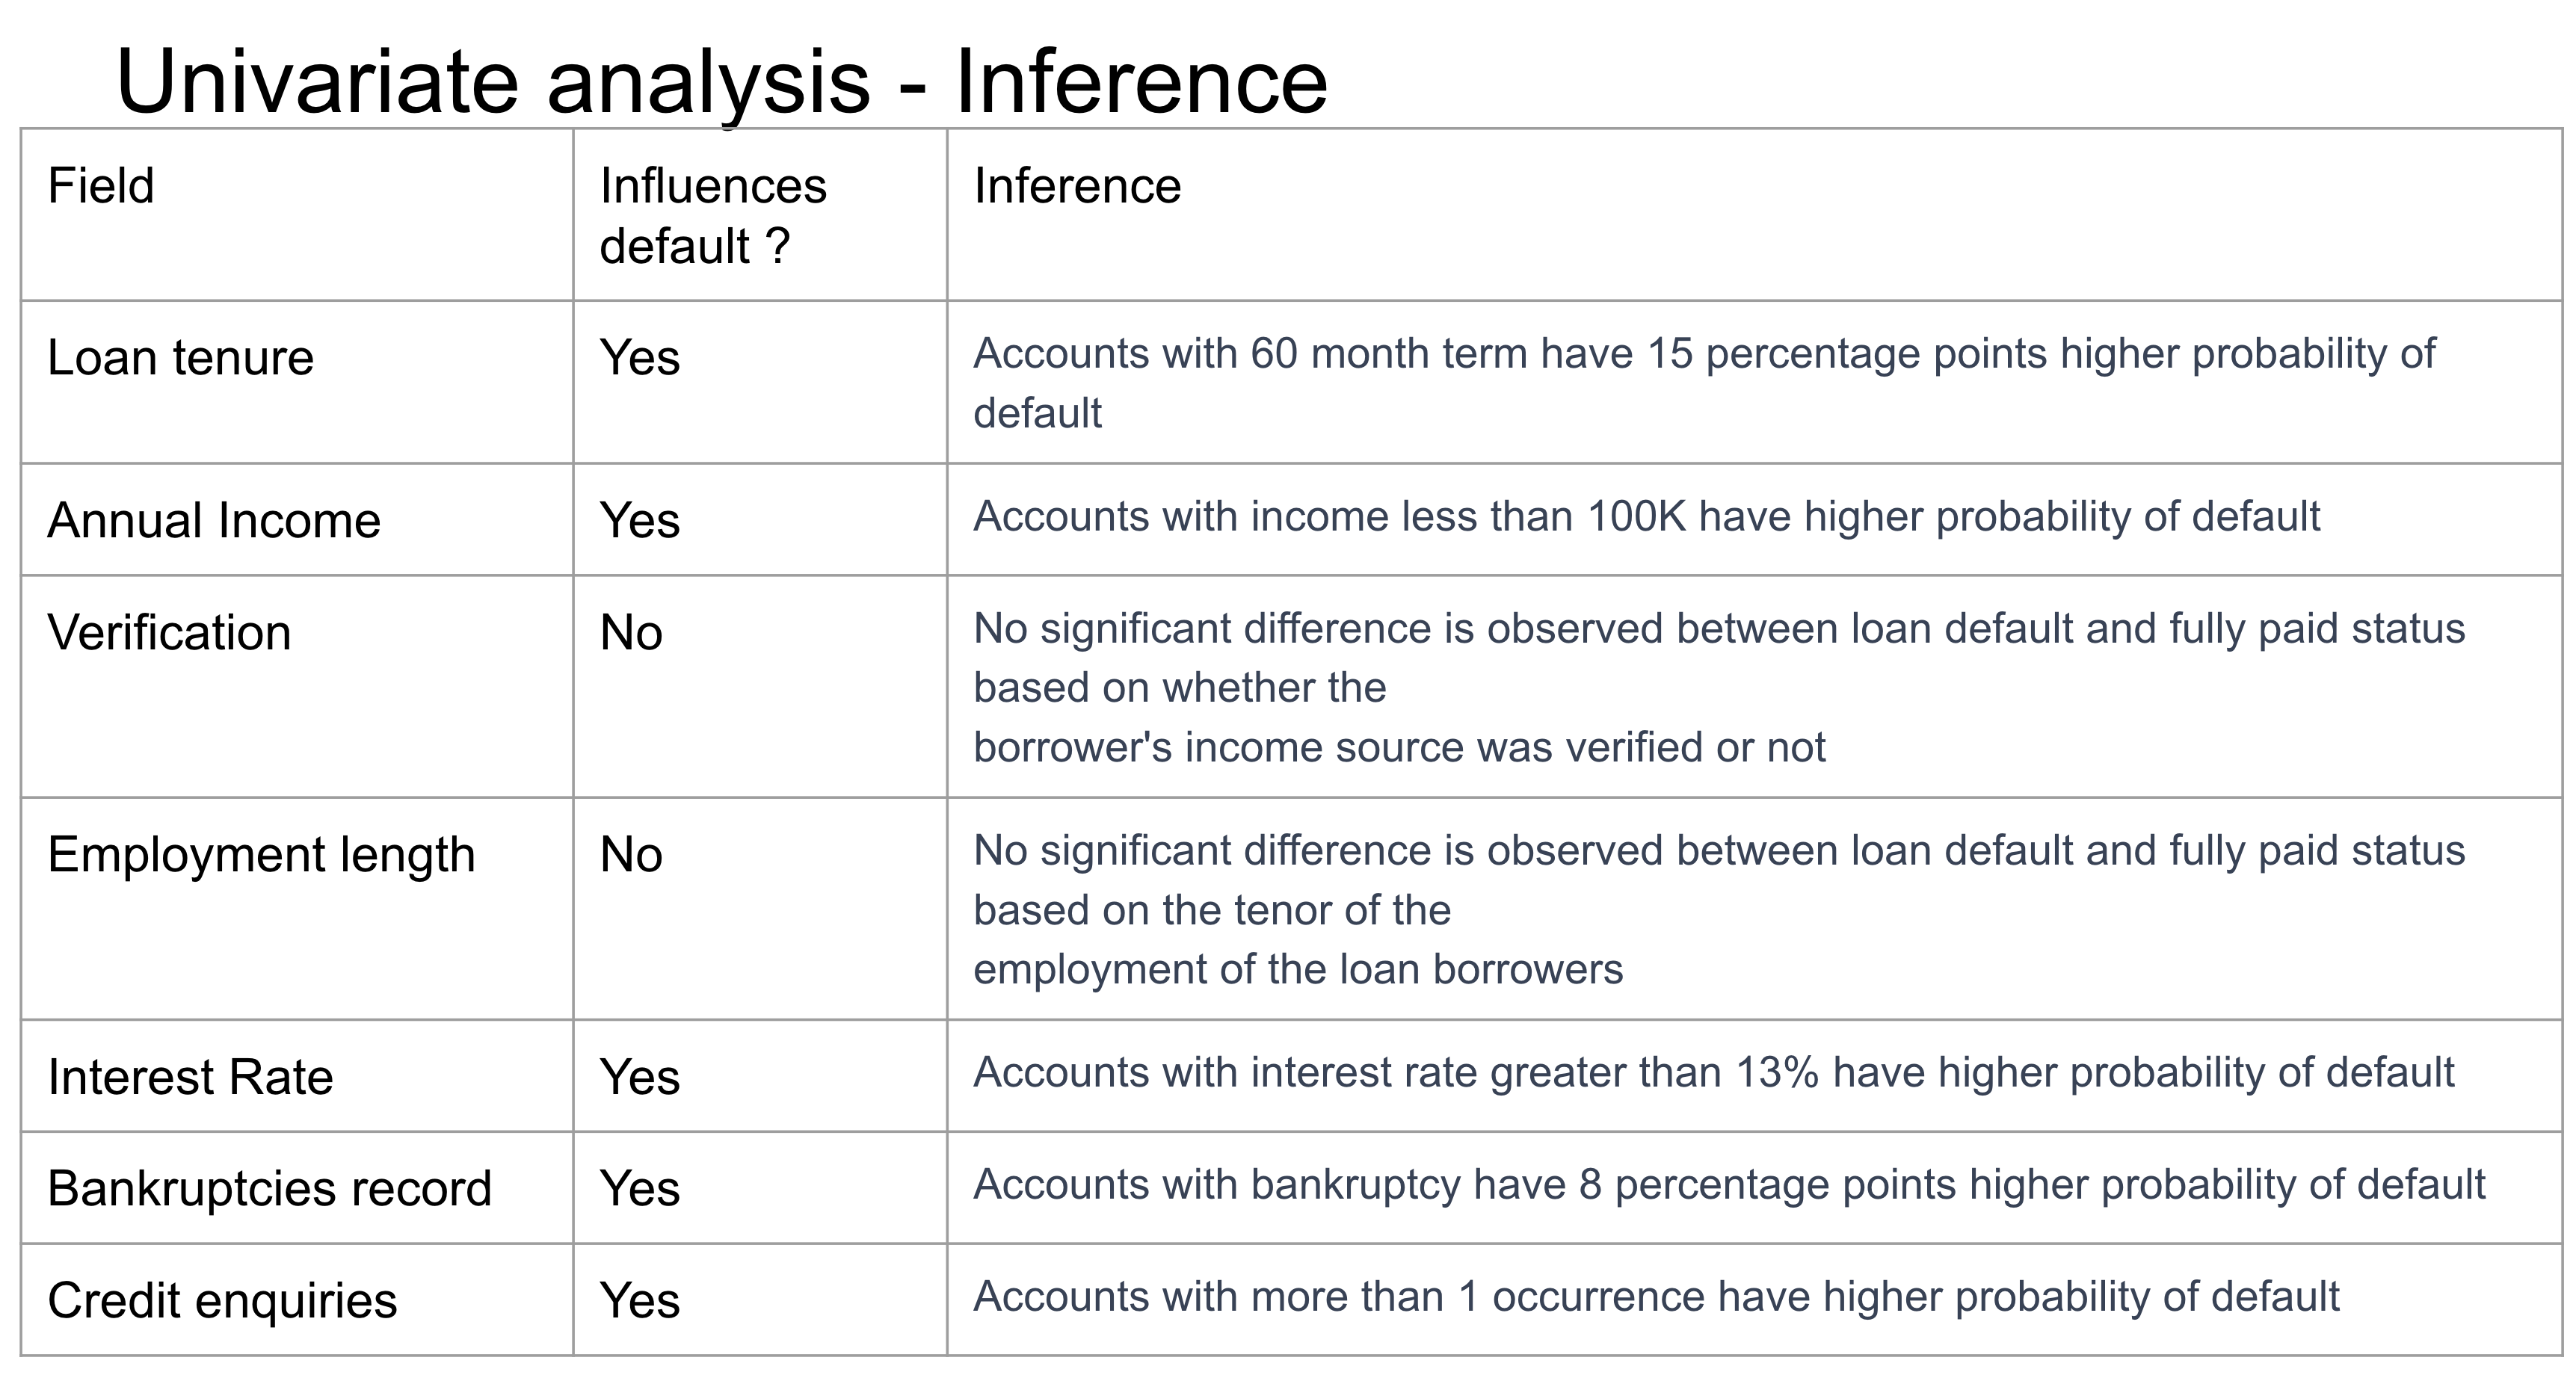 Univariate analysis - Inference
Field
Influences
default ?
Inference
Loan tenure
Yes
Accounts with 60 month term have 15 percentage points higher probability of
default
Annual Income
Yes
Accounts with income less than 100K have higher probability of default
Verification
No
No significant difference is observed between loan default and fully paid status
based on whether the
borrower's income source was verified or not
Employment length
No
No significant difference is observed between loan default and fully paid status
based on the tenor of the
employment of the loan borrowers
Interest Rate
Yes
Accounts with interest rate greater than 13% have higher probability of default
Bankruptcies record
Yes
Accounts with bankruptcy have 8 percentage points higher probability of default
Credit enquiries
Yes
Accounts with more than 1 occurrence have higher probability of default